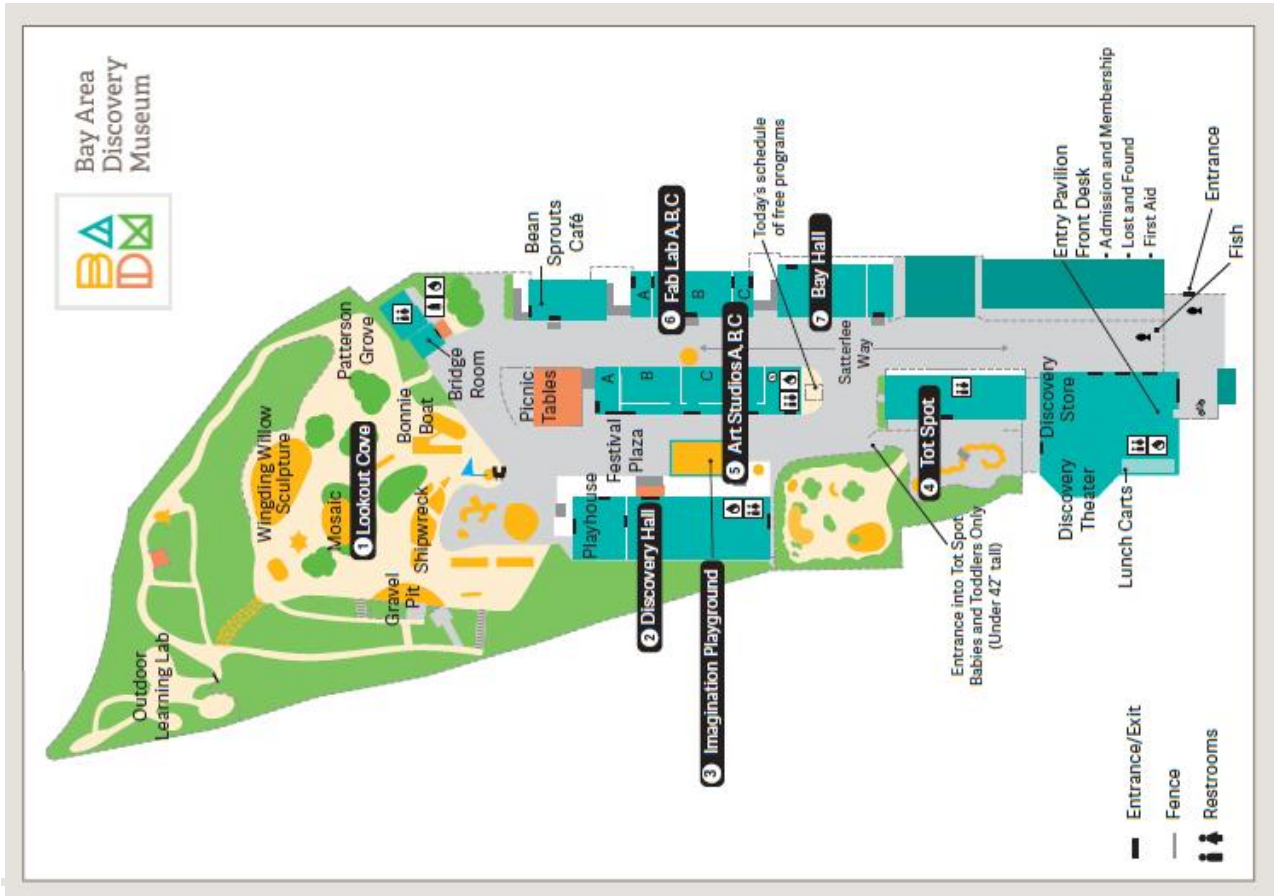 Bay Area
Discovery
Museum
BADM
Outdoor
Learning Lab
Wingding Willow
Sculpture
Mosaic
1 Lookout Cove
Shipwreck
Gravel
Pit
Patterson
Grove
Bonnie
Boat
Bridge
Room
Bean
Sprouts
Café
Picnic
Tables
Festival
Plaza
Playhouse
2 Discovery Hall
3 Imagination Playground
A
B
C
5 Art Studios A, B, C
A
B
C
6 Fab Lab A, B, C
Today's schedule
of free programs
7 Bay Hall
Satterlee
Way
4 Tot Spot
Entrance into Tot Spot
Babies and Toddlers Only
(Under 42" tall)
Discovery
Store
Discovery
Theater
Lunch Carts
Entry Pavilion
Front Desk
• Admission and Membership
• Lost and Found
• First Aid
Entrance
Fish
Entrance/Exit
Fence
Restrooms